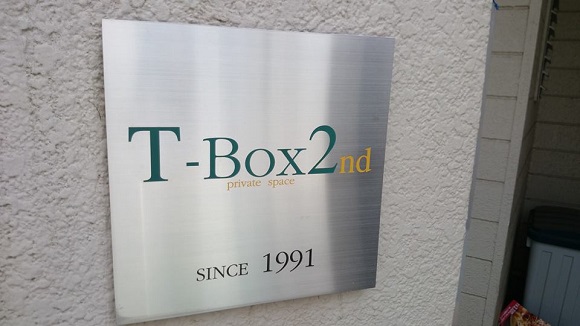 T-Box2nd
private space
SINCE 1991